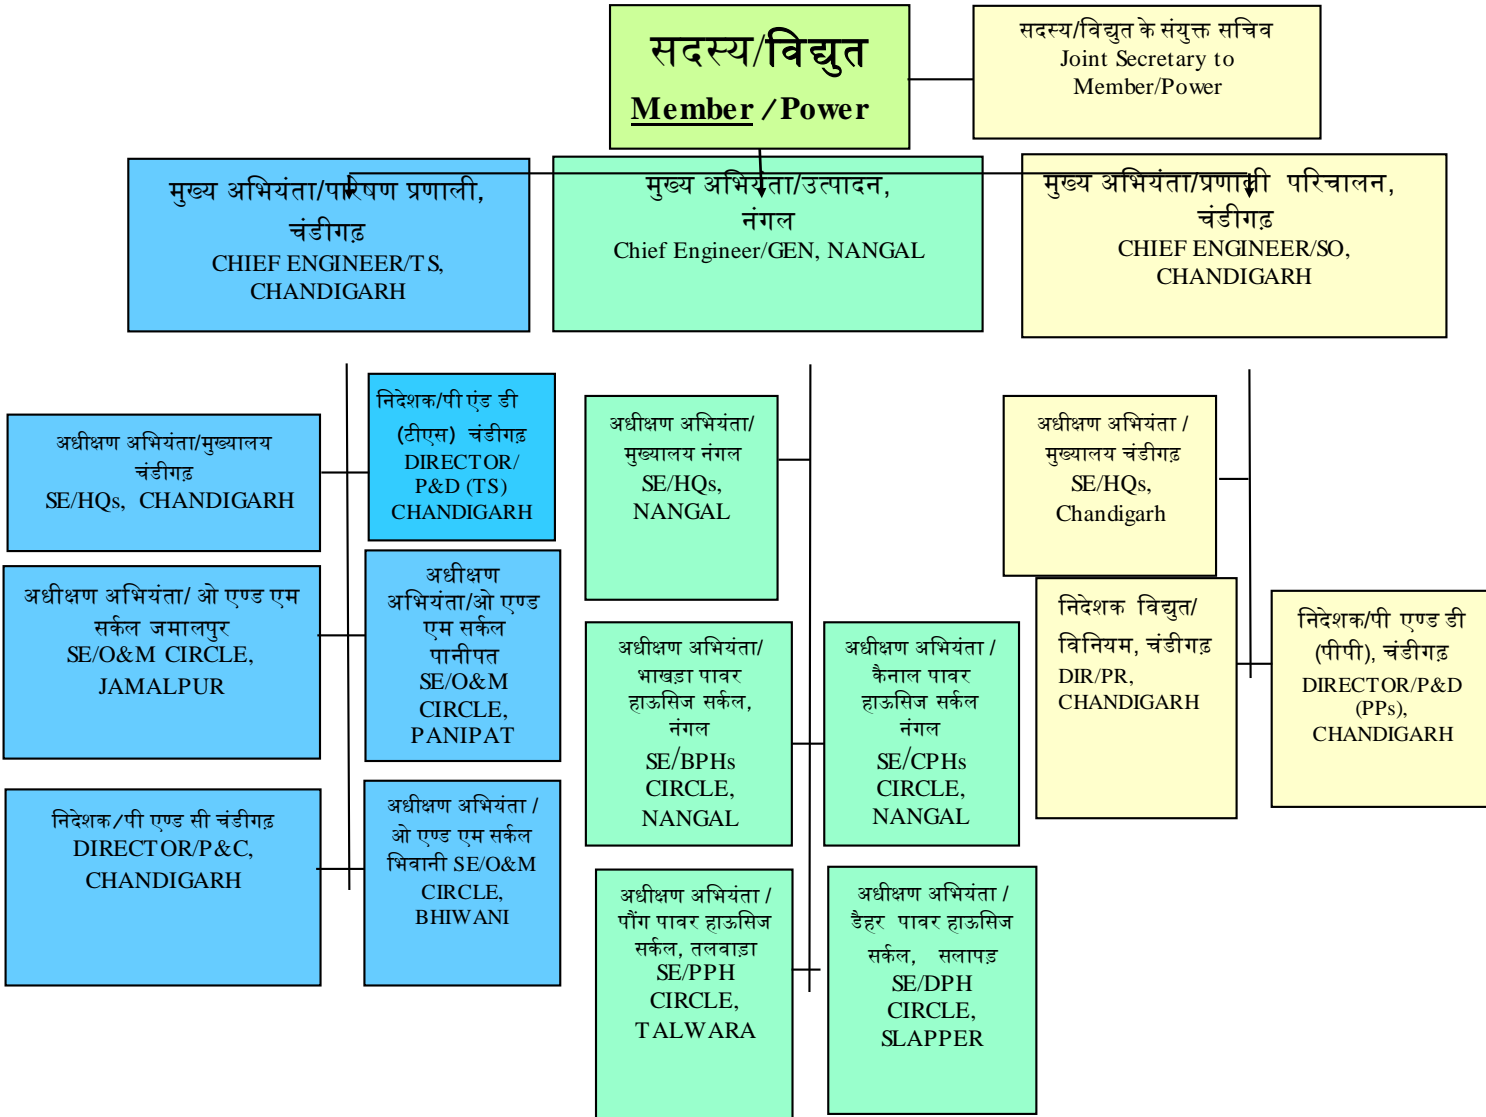 सदस्य/विद्युत
Member /Power
सदस्य/विद्युत के संयुक्त सचिव
Joint Secretary to
Member/Power
मुख्य अभियंता/पारेषण प्रणाली,
चंडीगढ़
CHIEF ENGINEER/TS,
CHANDIGARH
मुख्य अभियंता/उत्पादन,
नंगल
Chief Engineer/GEN, NANGAL
मुख्य अभियंता/प्रणाली परिचालन,
चंडीगढ़
CHIEF ENGINEER/SO,
CHANDIGARH
अधीक्षण अभियंता/मुख्यालय
चंडीगढ़
SE/HQs, CHANDIGARH
निदेशक/पी एंड डी
(टीएस) चंडीगढ़
DIRECTOR/
P&D (TS)
CHANDIGARH
अधीक्षण अभियंता/ ओ एण्ड एम
सर्कल जमालपुर
SE/O&M CIRCLE,
JAMALPUR
अधीक्षण
अभियंता/ओ एण्ड
एम सर्कल
पानीपत
SE/O&M
CIRCLE,
PANIPAT
निदेशक/पी एण्ड सी चंडीगढ़
DIRECTOR/P&C,
CHANDIGARH
अधीक्षण अभियंता /
ओ एण्ड एम सर्कल
भिवानी SE/O&M
CIRCLE,
BHIWANI
अधीक्षण अभियंता/
मुख्यालय नंगल
SE/HQs,
NANGAL
अधीक्षण अभियंता/
भाखड़ा पावर
हाऊसिज सर्कल,
नंगल
SE/BPHs
CIRCLE,
NANGAL
अधीक्षण अभियंता /
कैनाल पावर
हाऊसिज सर्कल
नंगल
SE/CPHs
CIRCLE,
NANGAL
अधीक्षण अभियंता /
पौंग पावर हाऊसिज
सर्कल, तलवाड़ा
SE/PPH
CIRCLE,
TALWARA
अधीक्षण अभियंता /
डैहर पावर हाऊसिज
सर्कल, सलापड़
SE/DPH
CIRCLE,
SLAPPER
अधीक्षण अभियंता /
मुख्यालय चंडीगढ़
SE/HQs,
Chandigarh
निदेशक विद्युत/
विनियम, चंडीगढ़
DIR/PR,
CHANDIGARH
निदेशक/पी एण्ड डी
(पीपी), चंडीगढ़
DIRECTOR/P&D
(PPs),
CHANDIGARH